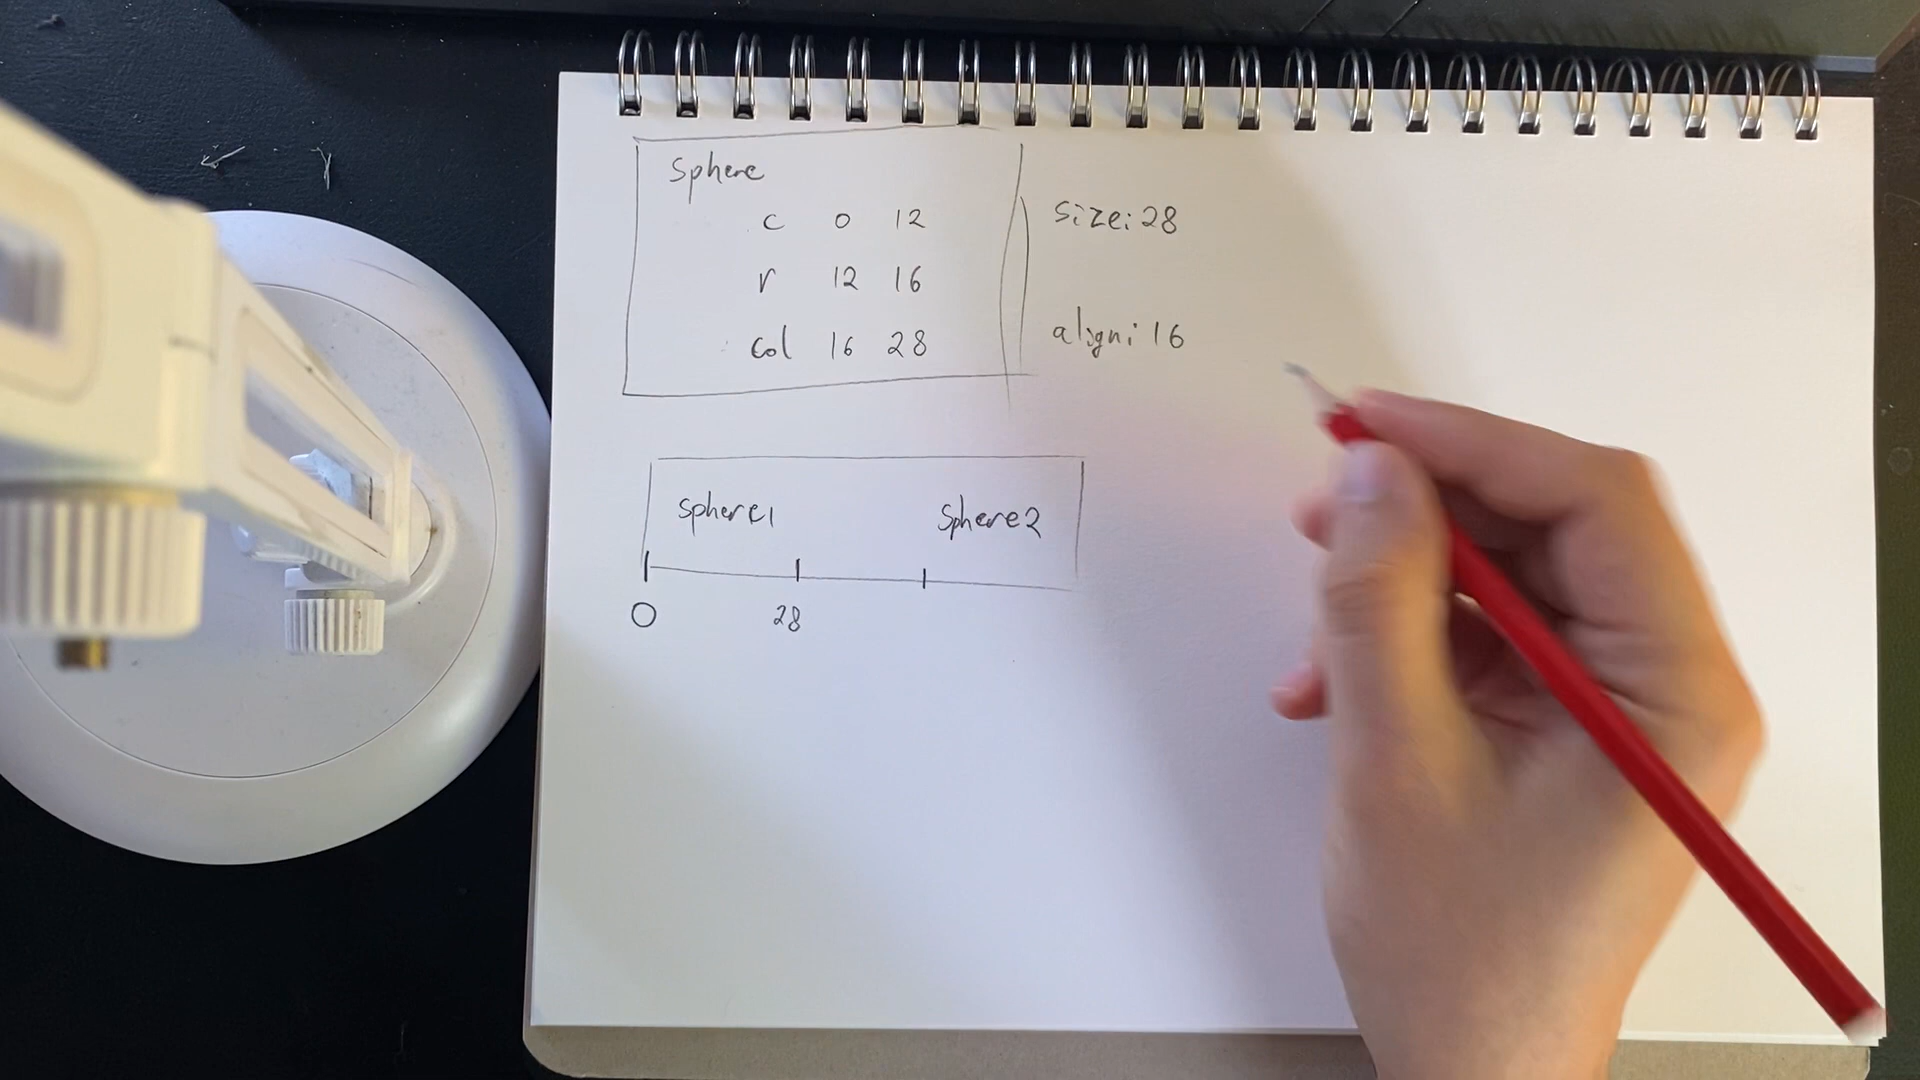 Sphere
c 0 12
size: 28
r 12 16
align: 16
col 16 28
Sphere1 Sphere2
0 28